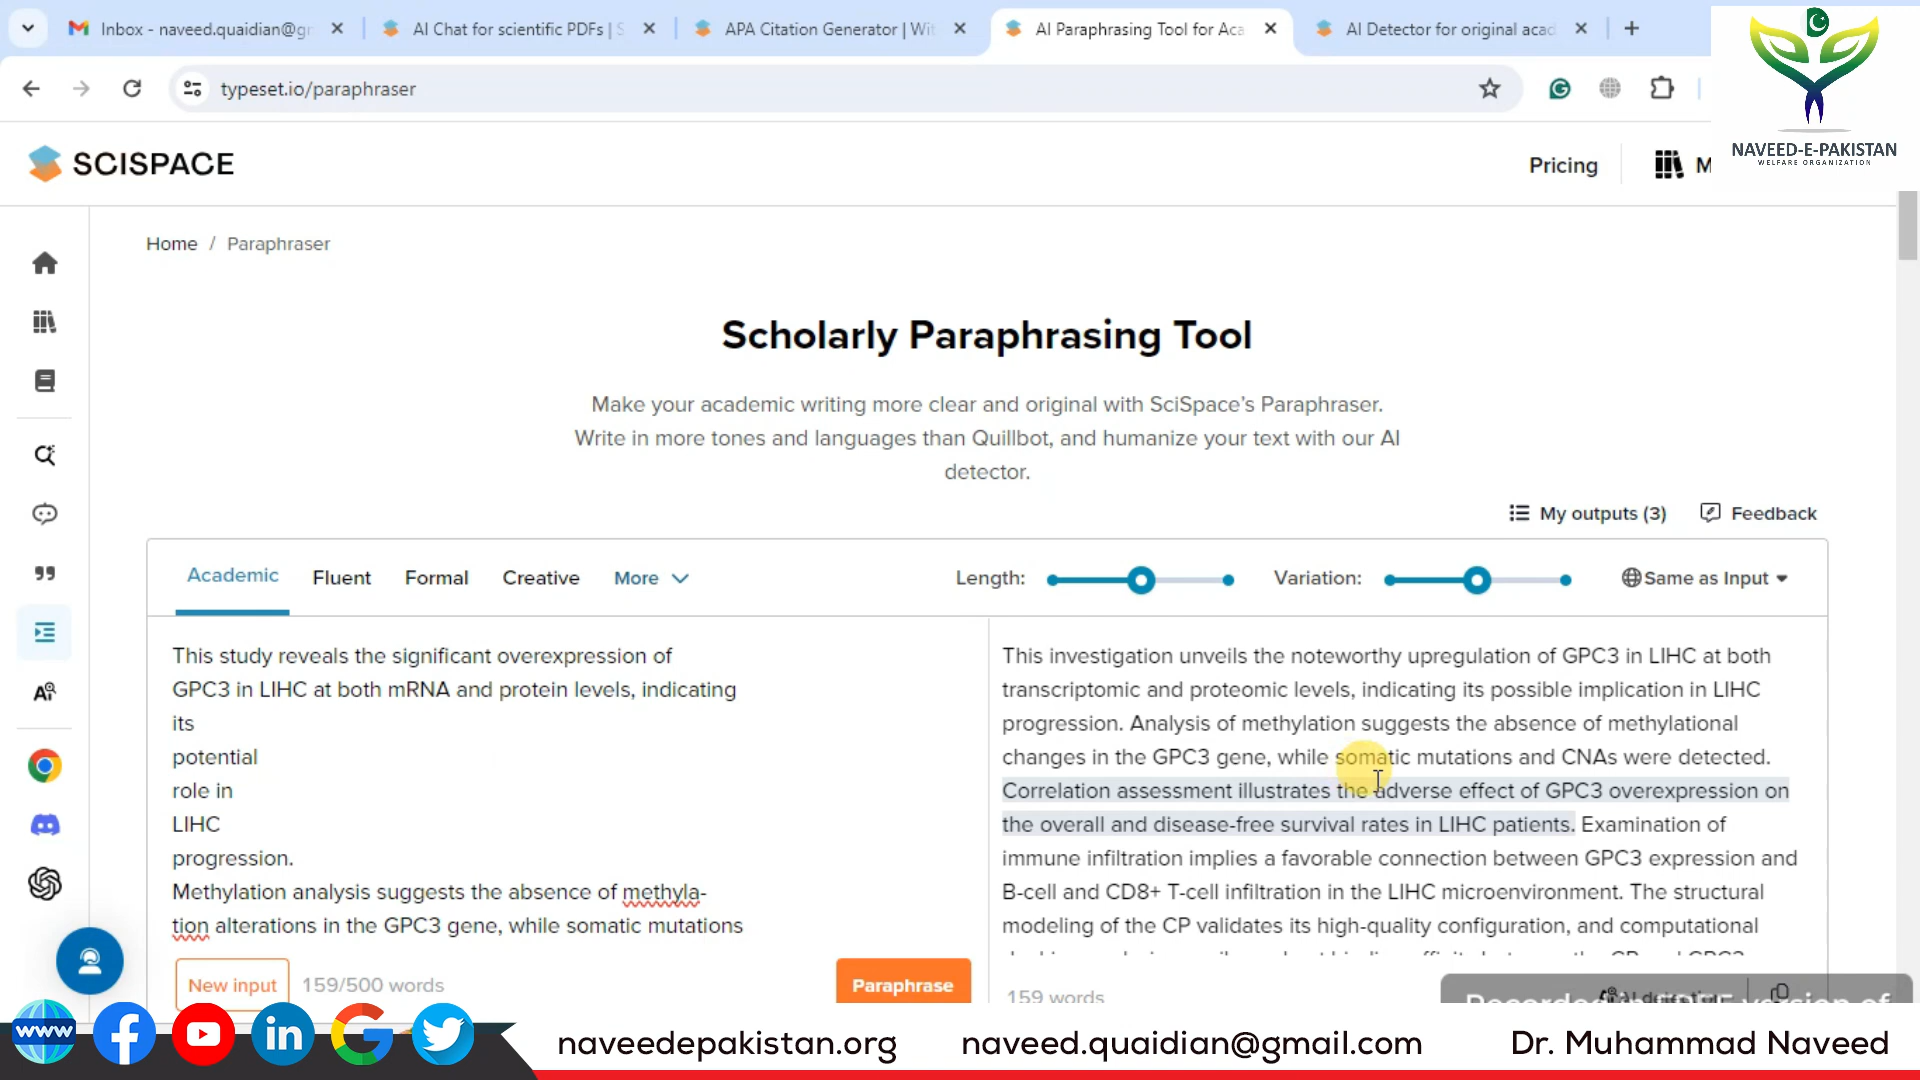 Inbox - naveed.quaidian@gr
AI Chat for scientific PDFs | S
APA Citation Generator | Wit
AI Paraphrasing Tool for Aca
AI Detector for original acad
typeset.io/paraphraser
NAVEED-E-PAKISTAN
WELFARE ORGANIZATION
SCISPACE
Pricing
M
Home / Paraphraser
Scholarly Paraphrasing Tool
Make your academic writing more clear and original with SciSpace's Paraphraser.
Write in more tones and languages than Quillbot, and humanize your text with our AI
detector.
My outputs (3)
Feedback
Academic
Fluent
Formal
Creative
More
Length:
Variation:
Same as Input
This study reveals the significant overexpression of
GPC3 in LIHC at both mRNA and protein levels, indicating
its
potential
role in
LIHC
progression.
Methylation analysis suggests the absence of methyla-
tion alterations in the GPC3 gene, while somatic mutations
New input
159/500 words
Paraphrase
This investigation unveils the noteworthy upregulation of GPC3 in LIHC at both
transcriptomic and proteomic levels, indicating its possible implication in LIHC
progression. Analysis of methylation suggests the absence of methylational
changes in the GPC3 gene, while somatic mutations and CNAs were detected.
Correlation assessment illustrates the adverse effect of GPC3 overexpression on
the overall and disease-free survival rates in LIHC patients. Examination of
immune infiltration implies a favorable connection between GPC3 expression and
B-cell and CD8+ T-cell infiltration in the LIHC microenvironment. The structural
modeling of the CP validates its high-quality configuration, and computational
159 words
www
naveedepakistan.org
naveed.quaidian@gmail.com
Dr. Muhammad Naveed